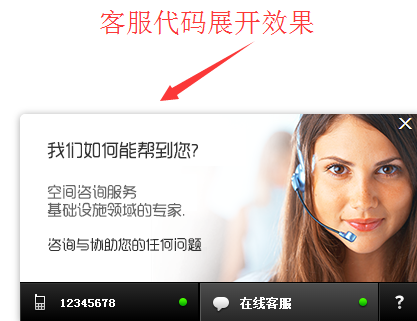 客服代码展开效果
我们如何能帮到您?
空间咨询服务
基础设施领域的专家.
咨询与协助您的任何问题
12345678 在线客服 ?